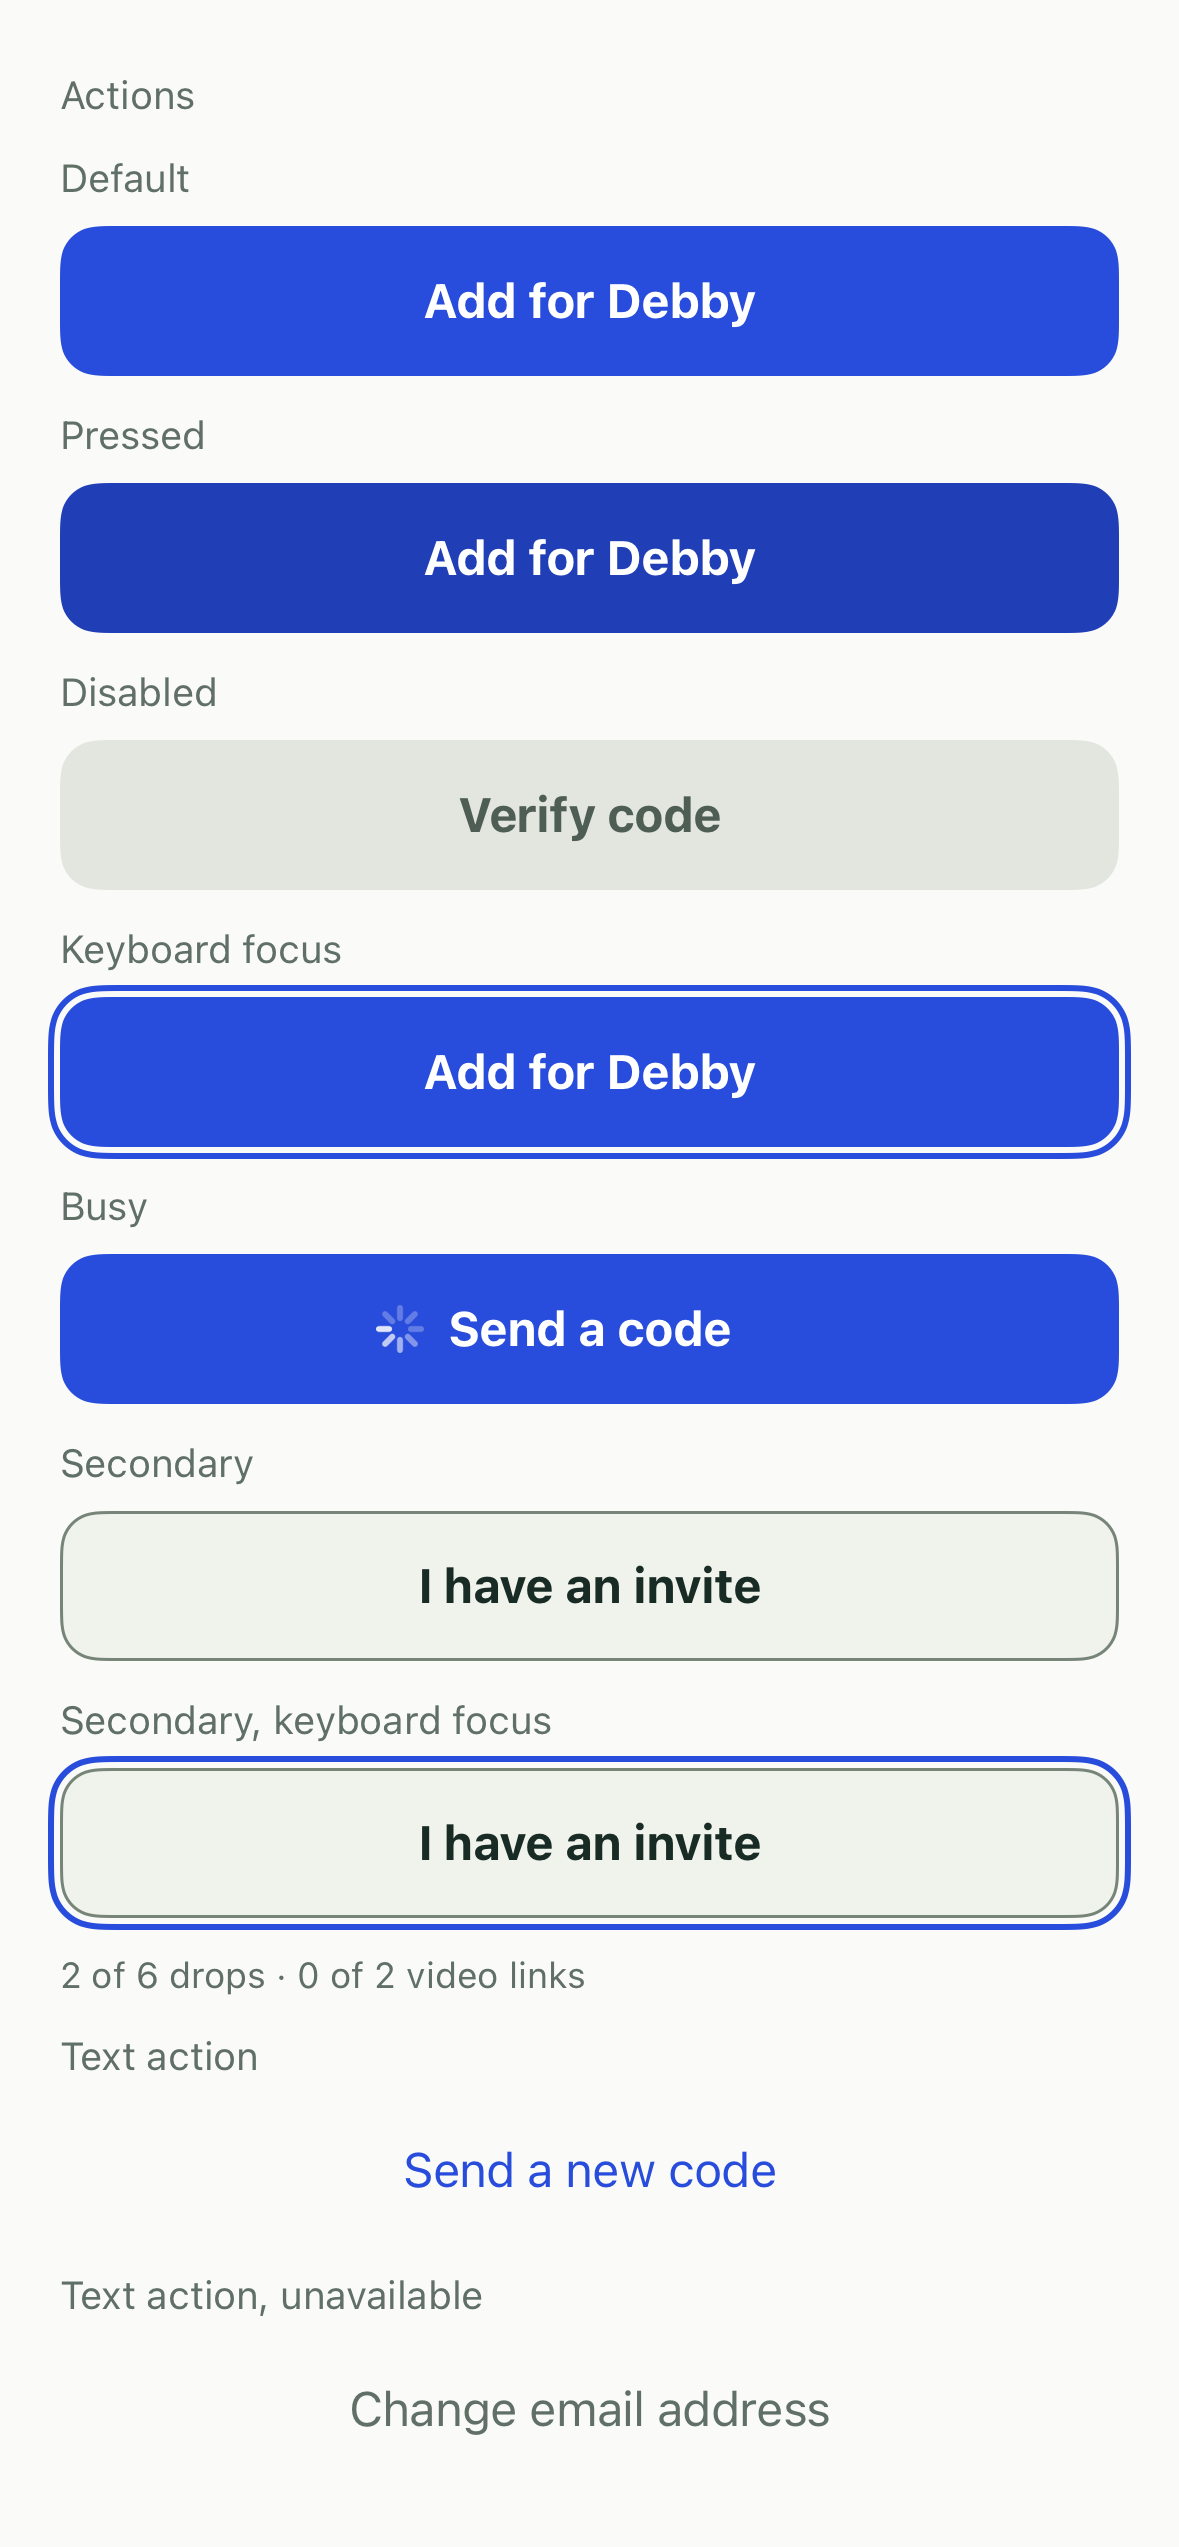 Actions
Default
Add for Debby
Pressed
Add for Debby
Disabled
Verify code
Keyboard focus
Add for Debby
Busy
Send a code
Secondary
I have an invite
Secondary, keyboard focus
I have an invite
2 of 6 drops · 0 of 2 video links
Text action
Send a new code
Text action, unavailable
Change email address